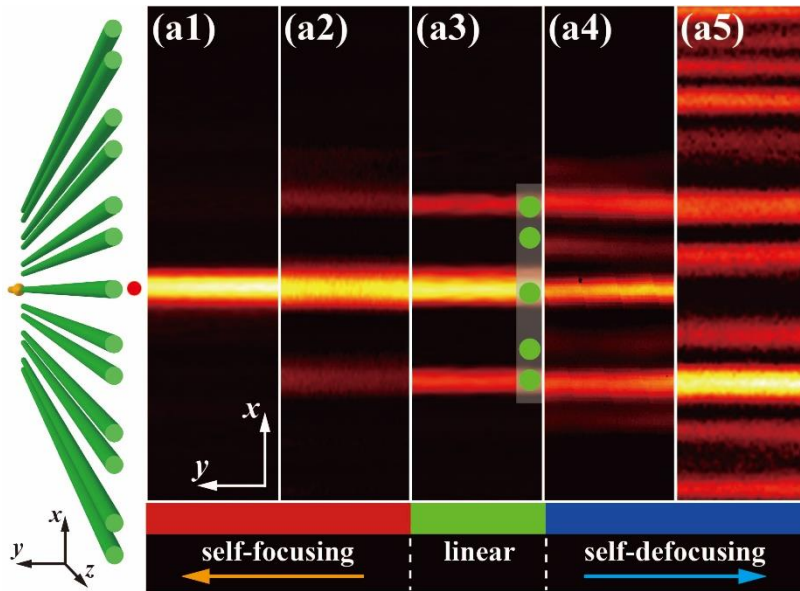 (a1) (a2) (a3) (a4) (a5)
x
y
x
y
z
self-focusing linear self-defocusing